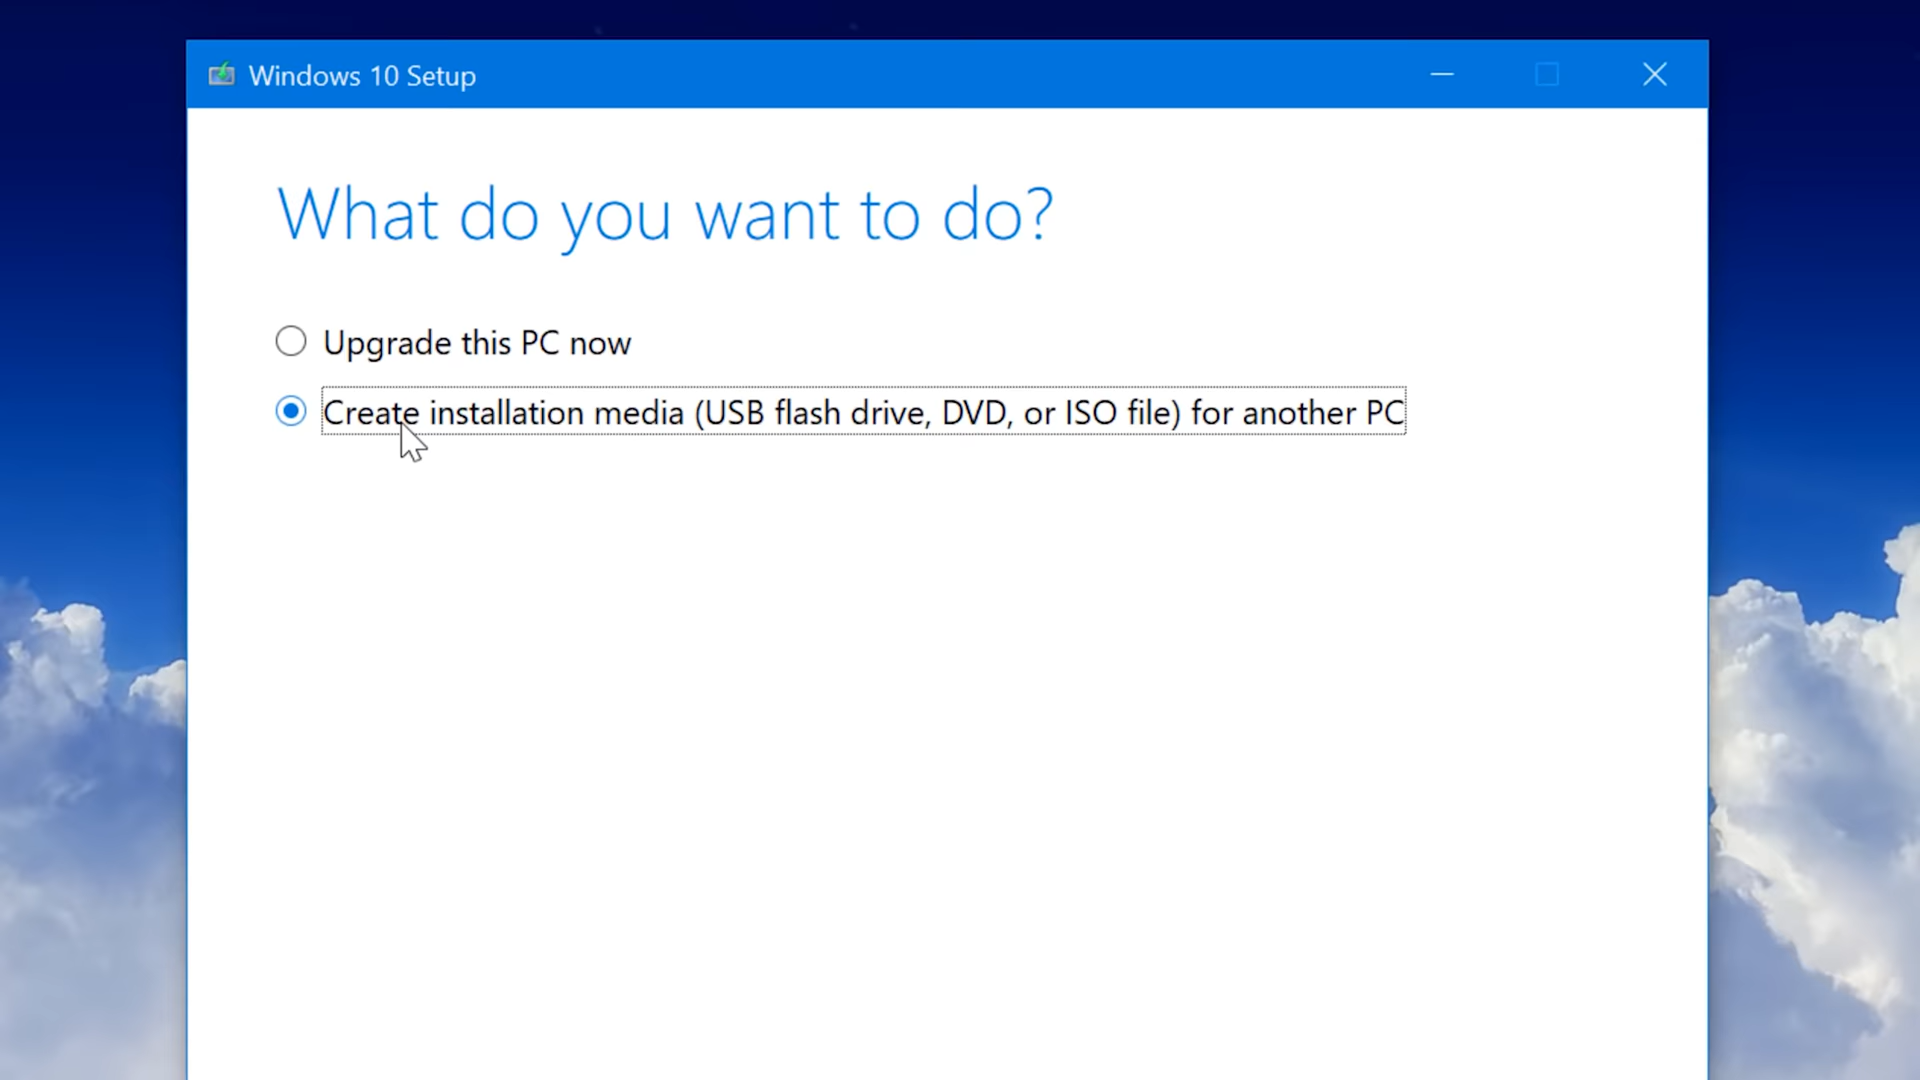 Windows 10 Setup
What do you want to do?
Upgrade this PC now
Create installation media (USB flash drive, DVD, or ISO file) for another PC